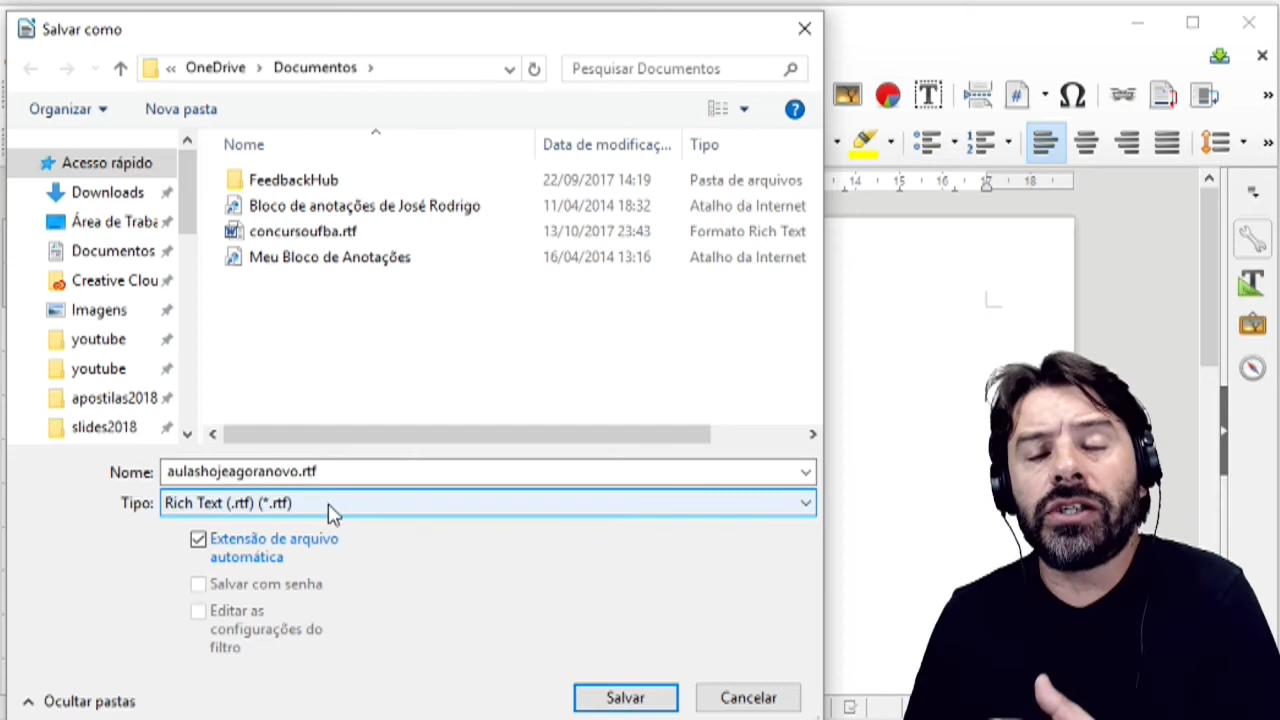 Salvar como
« OneDrive > Documentos >
Pesquisar Documentos
Organizar
Nova pasta
Nome
Data de modificaç...
Tipo
Acesso rápido
Downloads
Área de Traba
Documentos
Creative Clou
Imagens
youtube
youtube
apostilas2018
slides2018
FeedbackHub 22/09/2017 14:19 Pasta de arquivos
Bloco de anotações de José Rodrigo 11/04/2014 18:32 Atalho da Internet
concursoufba.rtf 13/10/2017 23:43 Formato Rich Text
Meu Bloco de Anotações 16/04/2014 13:16 Atalho da Internet
Nome: aulashojeagoranovo.rtf
Tipo: Rich Text (.rtf) (*.rtf)
Extensão de arquivo
automática
Salvar com senha
Editar as
configurações do
filtro
Ocultar pastas
Salvar
Cancelar
14 15 16 17 18